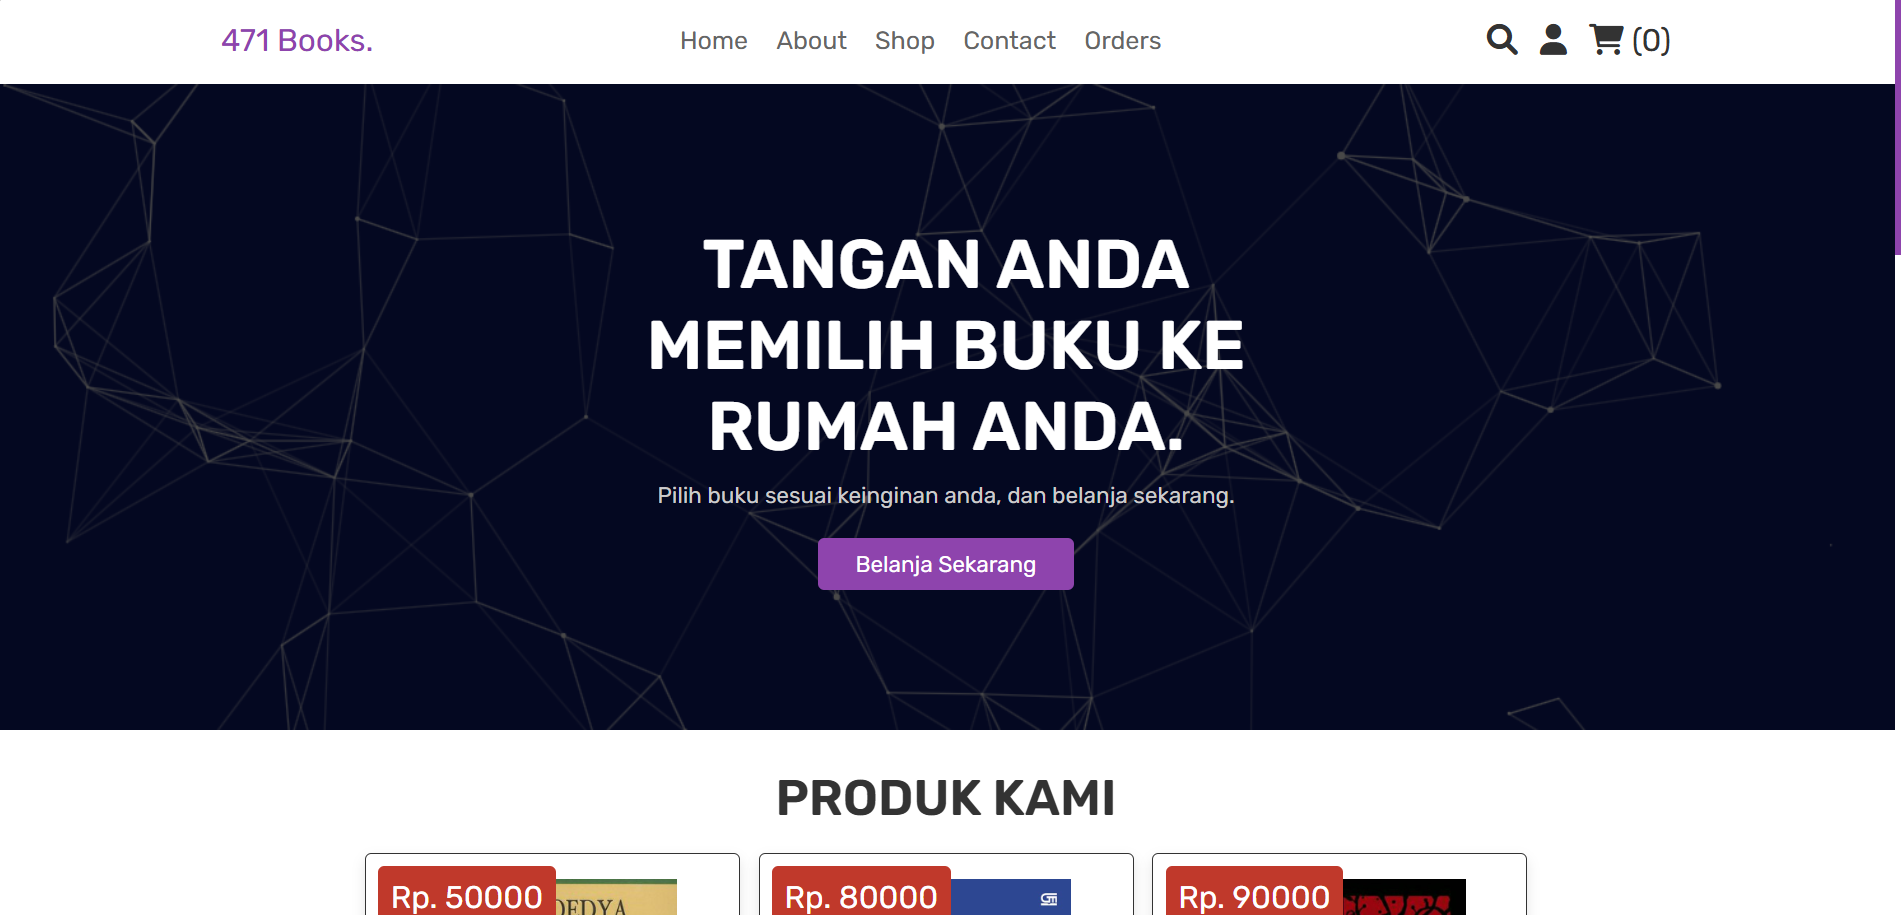 471 Books.
Home About Shop Contact Orders
(0)
TANGAN ANDA
MEMILIH BUKU KE
RUMAH ANDA.
Pilih buku sesuai keinginan anda, dan belanja sekarang.
Belanja Sekarang
PRODUK KAMI
Rp. 50000
Rp. 80000
Rp. 90000